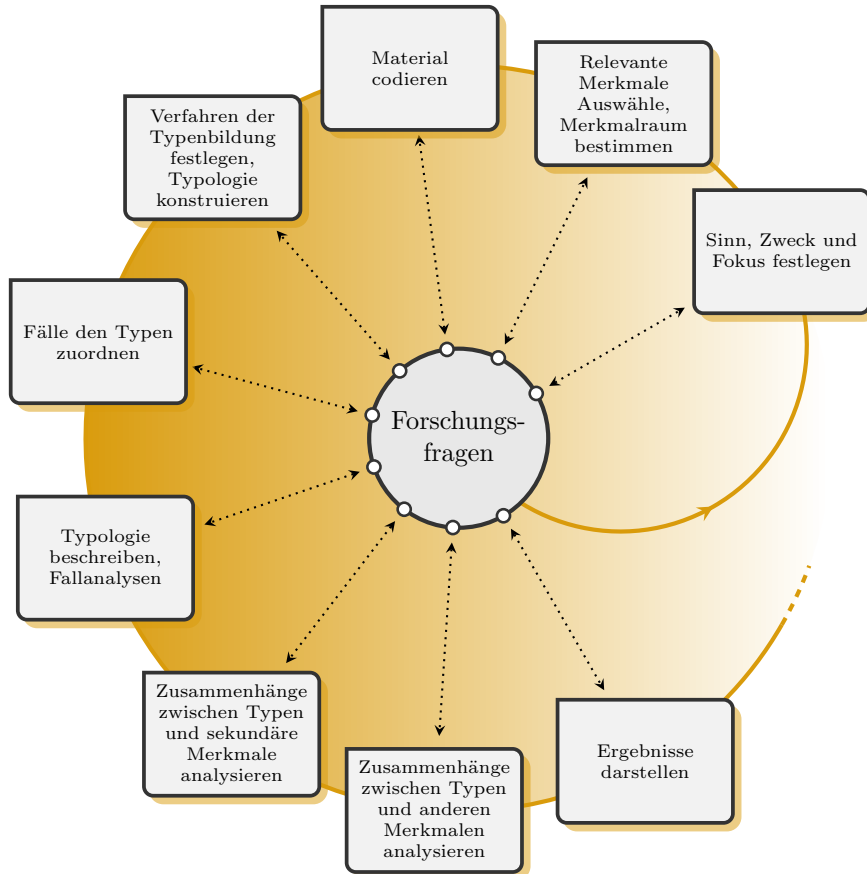 Material
codieren
Relevante
Merkmale
Auswähle,
Merkmalraum
bestimmen
Verfahren der
Typenbildung
festlegen,
Typologie
konstruieren
Sinn, Zweck und
Fokus festlegen
Fälle den Typen
zuordnen
Forschungs-
fragen
Typologie
beschreiben,
Fallanalysen
Zusammenhänge
zwischen Typen
und sekundäre
Merkmale
analysieren
Zusammenhänge
zwischen Typen
und anderen
Merkmalen
analysieren
Ergebnisse
darstellen